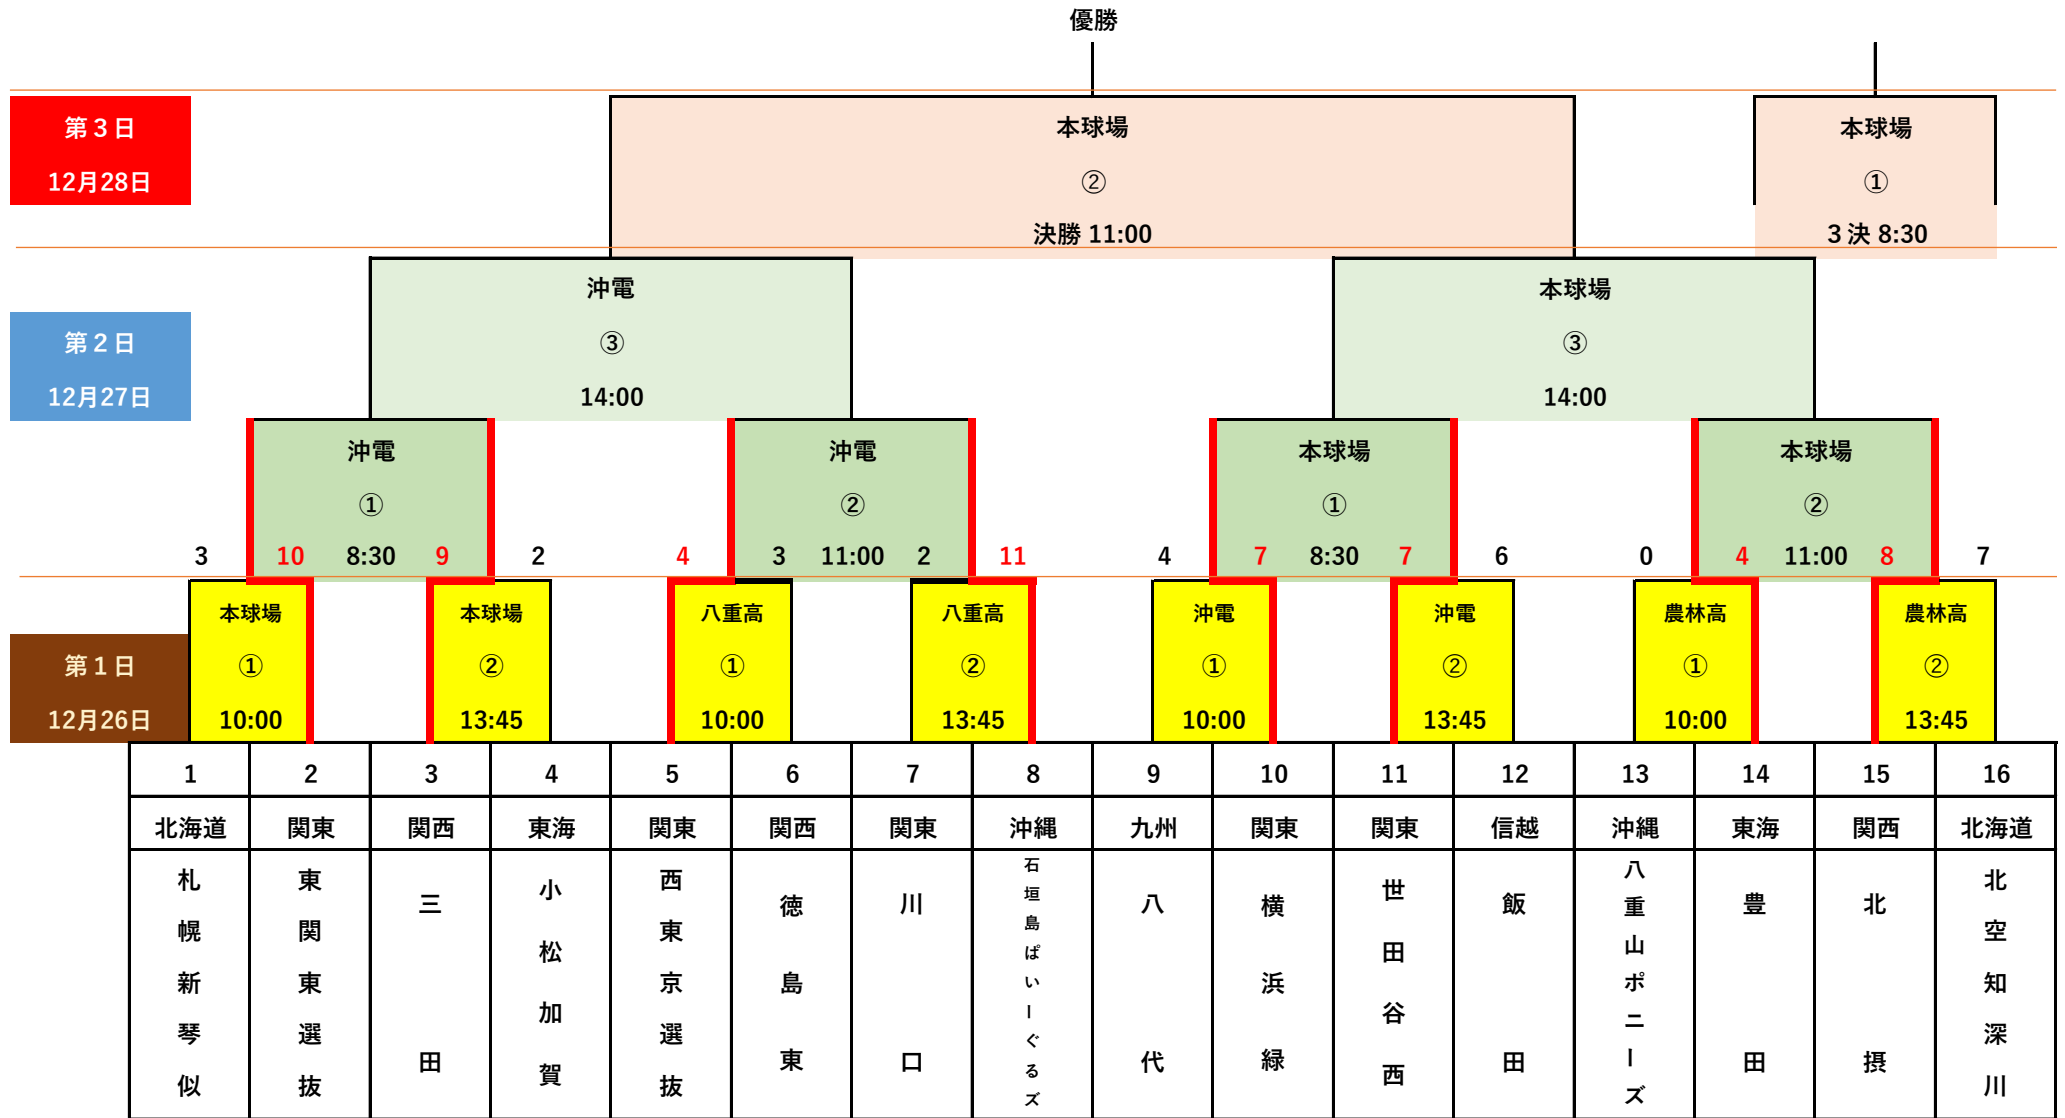 優勝
第３日
12月28日
本球場
②
決勝 11:00
本球場
①
３決 8:30
第２日
12月27日
沖電
③
14:00
本球場
③
14:00
沖電
①
3 10 8:30 9 2
沖電
②
4 3 11:00 2 11
本球場
①
4 7 8:30 7 6
本球場
②
0 4 11:00 8 7
第１日
12月26日
本球場
①
10:00
本球場
②
13:45
八重高
①
10:00
八重高
②
13:45
沖電
①
10:00
沖電
②
13:45
農林高
①
10:00
農林高
②
13:45
1 2 3 4 5 6 7 8 9 10 11 12 13 14 15 16
北海道 関東 関西 東海 関東 関西 関東 沖縄 九州 関東 関東 信越 沖縄 東海 関西 北海道
札幌新琴似
東関東選抜
三田
小松加賀
西東京選抜
徳島東
川口
石垣島ぱいーぐるズ
八代
横浜緑
世田谷西
飯田
八重山ポニーズ
豊田
北摂
北空知深川